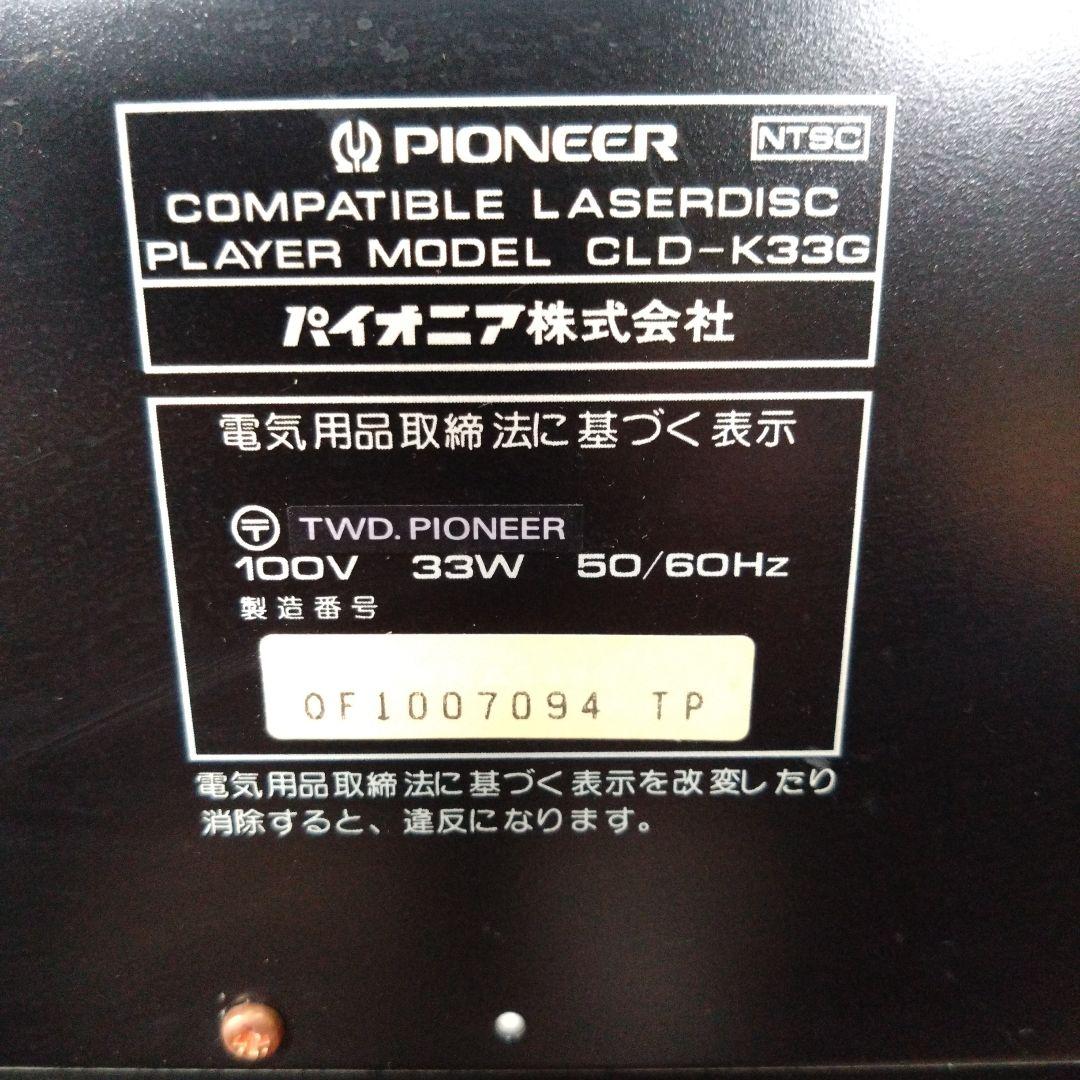 PIONEER NTSC
COMPATIBLE LASERDISC
PLAYER MODEL CLD-K33G
パイオニア株式会社
電気用品取締法に基づく表示
〒 TWD. PIONEER
100V 33W 50/60Hz
製造番号
OF1007094 TP
電気用品取締法に基づく表示を改変したり
消除すると、違反になります。